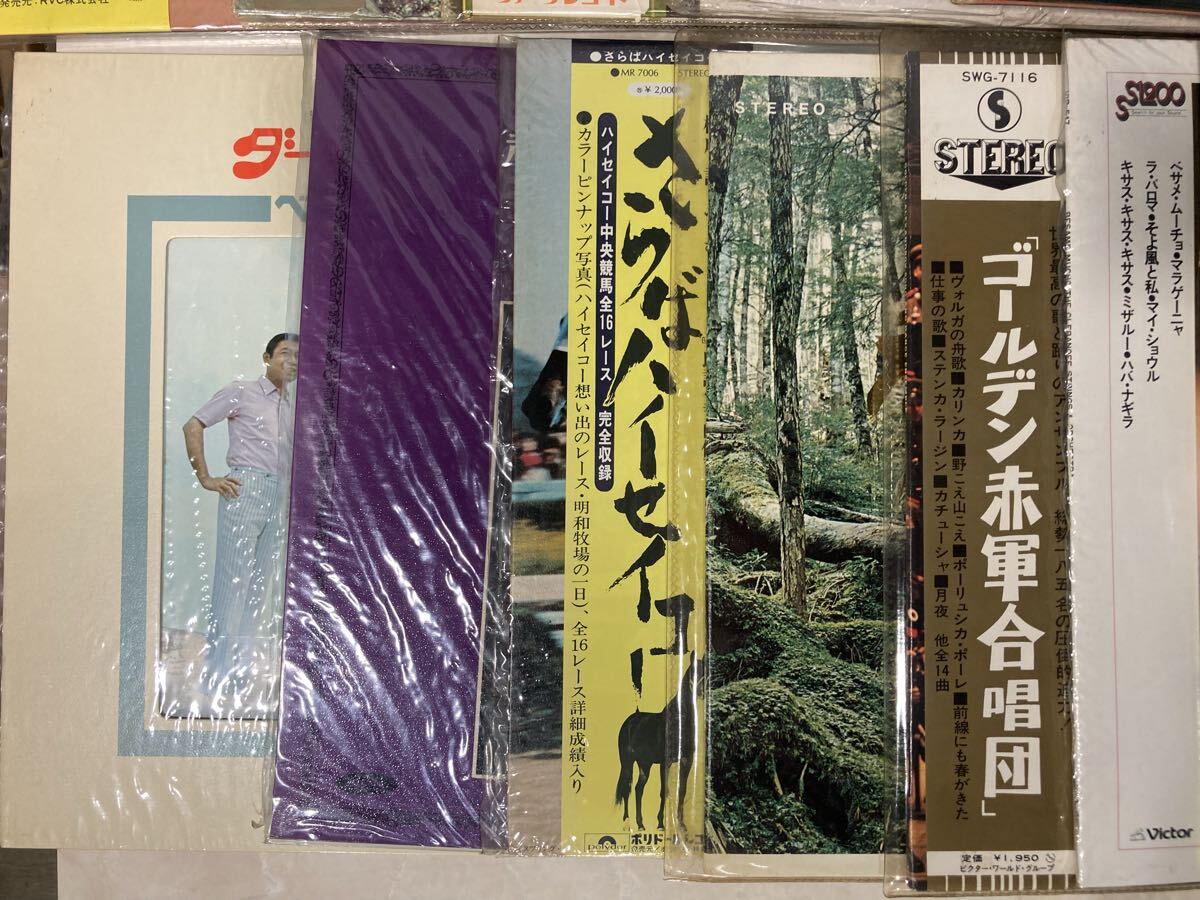 発売元：RVC株式会社
ダー
●さらばハイセイコ
●MR 7006 STEREO
¥2,000
さらばハイセイコー
ハイセイコー中央競馬全16レース/完全収録
●カラーピンナップ写真(ハイセイコー想い出のレース・明和牧場の一日)、全16レース詳細成績入り
polydor
STEREO
SWG-7116
S
STEREO
「ゴールデン赤軍合唱団」
■ヴォルガの舟歌■カリンカ■野こえ山こえ■ポーリュシカ・ポーレ■前線にも春がきた
■仕事の歌■ステンカ・ラージン■カチューシャ■月夜 他全14曲
定価 ¥1,950
ビクター・ワールド・グループ
S1200
Search for your Sound
ベサメ・ムーチョ●マラゲーニャ
ラ・パロマ●そよ風と私●マイ・ショウル
キサス・キサス・キサス●ミザルー●ハバ・ナギラ
Victor